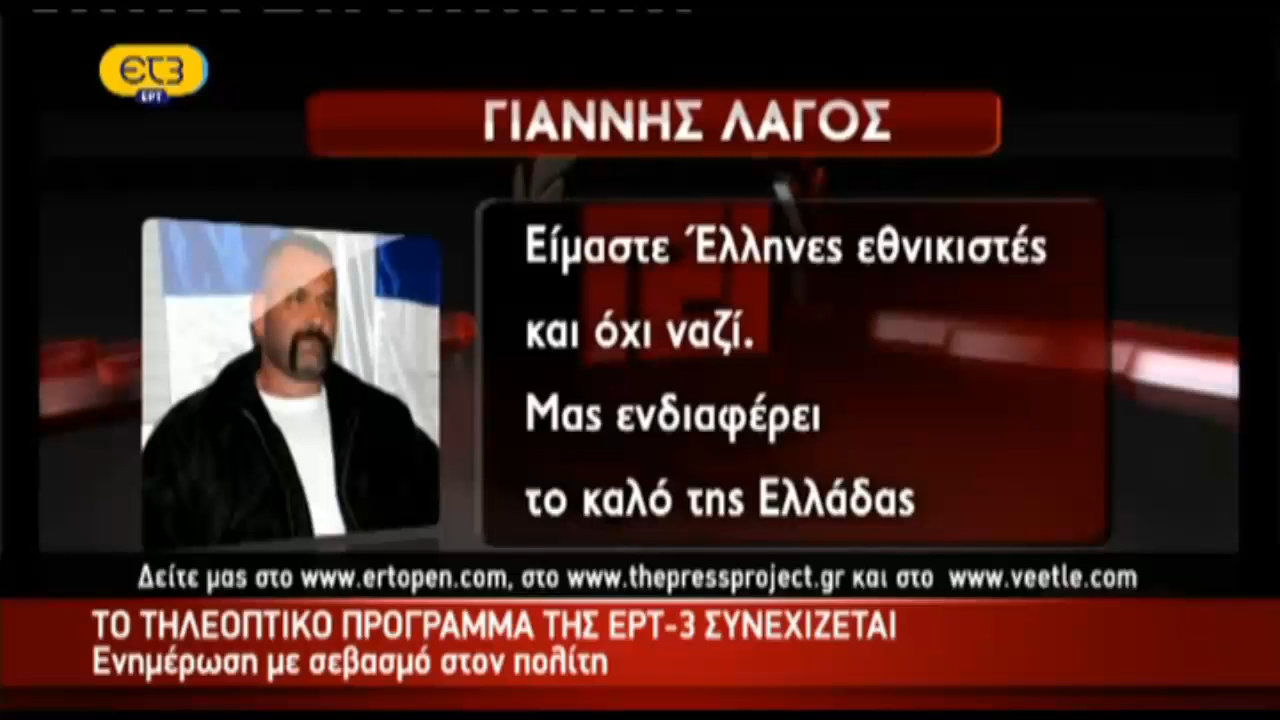 ετ3
ΕΡΤ
ΓΙΑΝΝΗΣ ΛΑΓΟΣ
Είμαστε Έλληνες εθνικιστές
και όχι ναζί.
Μας ενδιαφέρει
το καλό της Ελλάδας
Δείτε μας στο www.ertopen.com, στο www.thepressproject.gr και στο www.veetle.com
ΤΟ ΤΗΛΕΟΠΤΙΚΟ ΠΡΟΓΡΑΜΜΑ ΤΗΣ ΕΡΤ-3 ΣΥΝΕΧΙΖΕΤΑΙ
Ενημέρωση με σεβασμό στον πολίτη